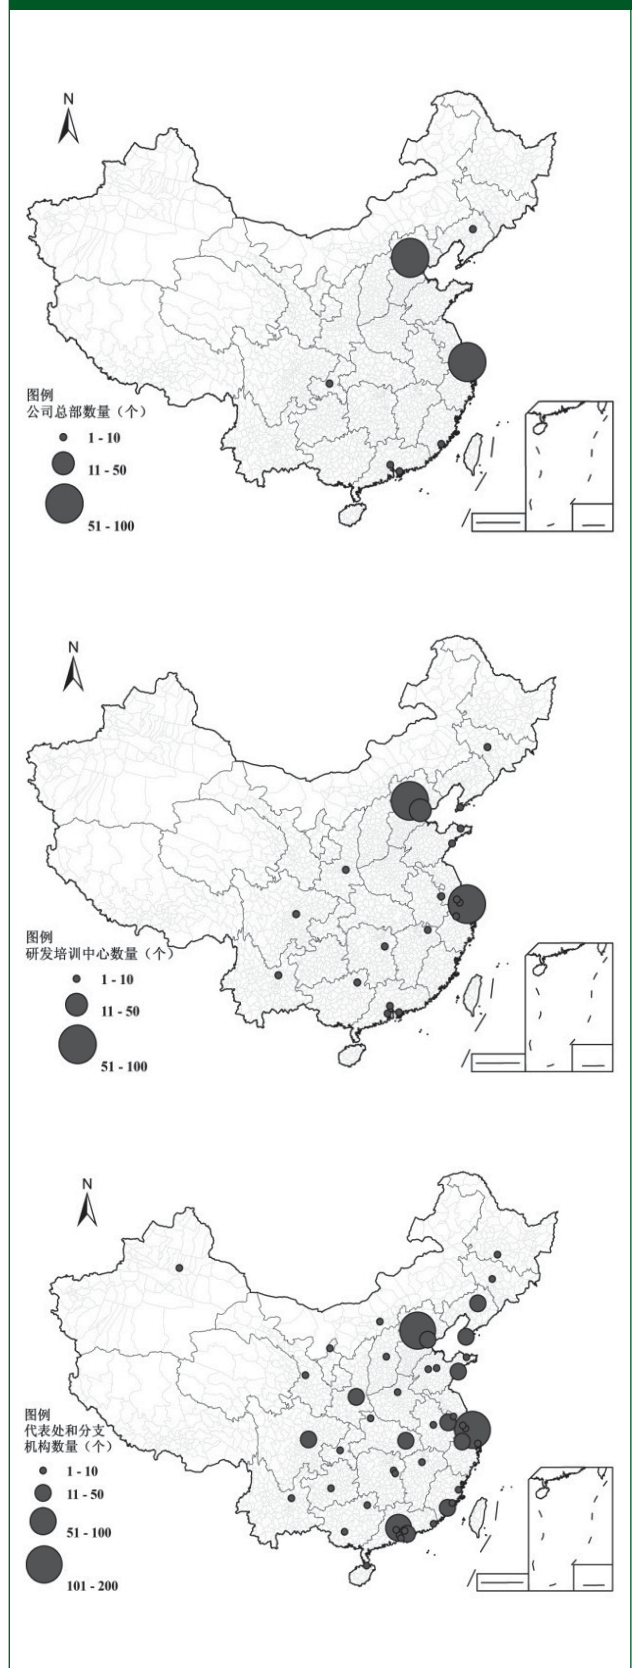 N
图例
公司总部数量（个）
1 - 10
11 - 50
51 - 100
N
图例
研发培训中心数量（个）
1 - 10
11 - 50
51 - 100
N
图例
代表处和分支
机构数量（个）
1 - 10
11 - 50
51 - 100
101 - 200